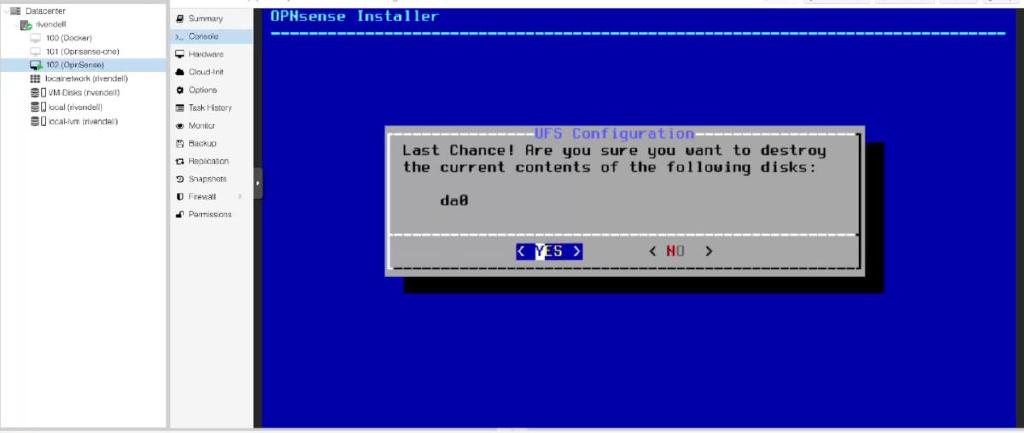 Datacenter
rivendell
100 (Docker)
101 (Opnsense-one)
102 (OpnSense)
localnetwork (rivendell)
VM-Disks (rivendell)
local (rivendell)
local-lvm (rivendell)
Summary
Console
Hardware
Cloud-Init
Options
Task History
Monitor
Backup
Replication
Snapshots
Firewall
Permissions
OPNsense Installer
UFS Configuration
Last Chance! Are you sure you want to destroy
the current contents of the following disks:
da0
< YES > < NO >